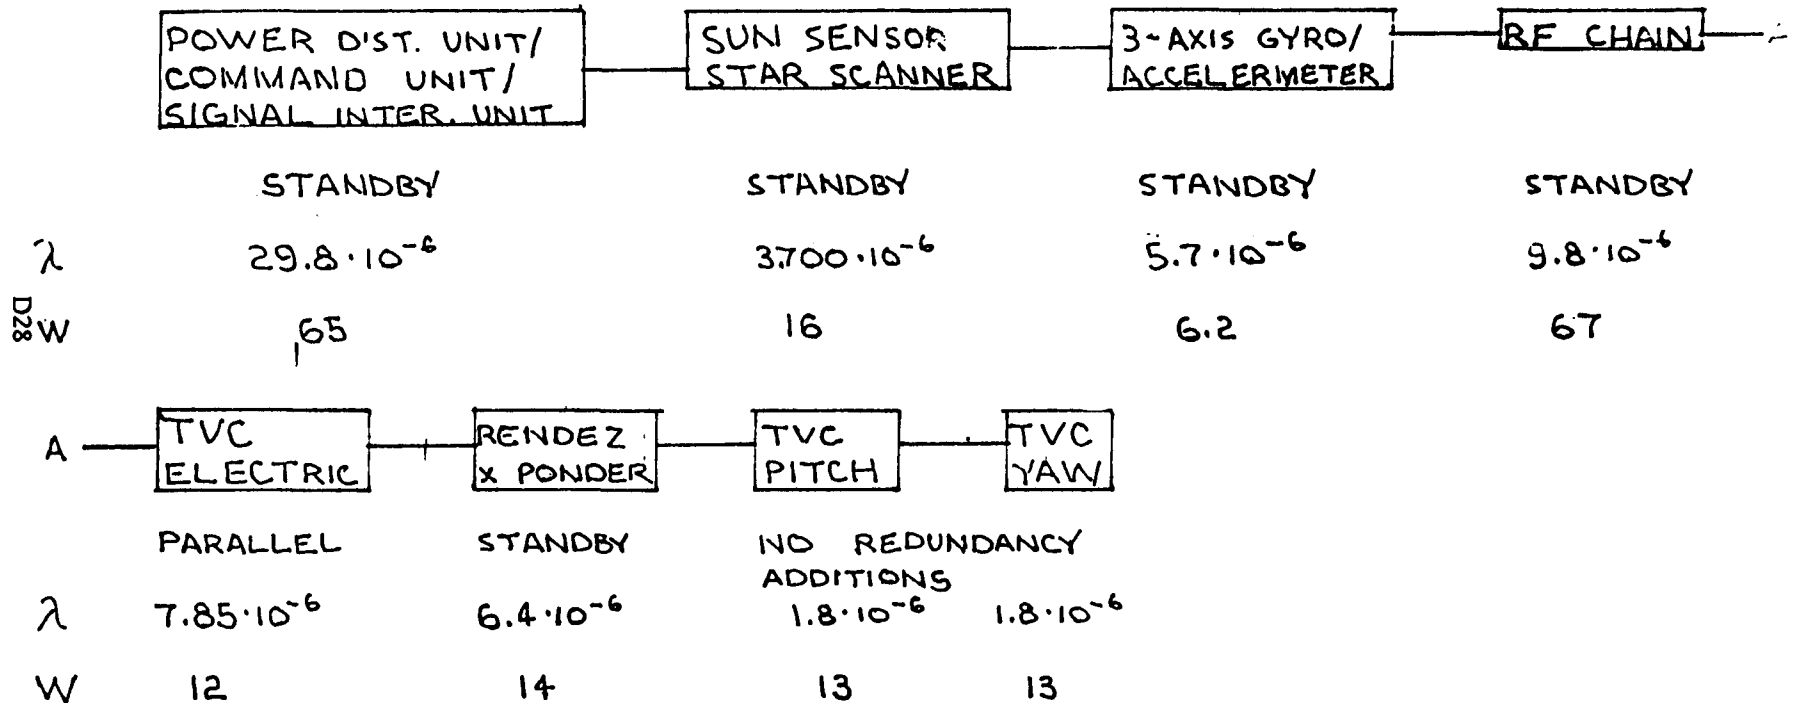 POWER DIST. UNIT/
COMMAND UNIT/
SIGNAL INTER. UNIT
SUN SENSOR
STAR SCANNER
3-AXIS GYRO/
ACCELERMETER
RF CHAIN
STANDBY STANDBY STANDBY STANDBY
λ 29.8·10⁻⁶ 3.700·10⁻⁶ 5.7·10⁻⁶ 9.8·10⁻⁶
D28
W 65 16 6.2 67
A
TVC
ELECTRIC
RENDEZ
X PONDER
TVC
PITCH
TVC
YAW
PARALLEL STANDBY NO REDUNDANCY
ADDITIONS
λ 7.85·10⁻⁶ 6.4·10⁻⁶ 1.8·10⁻⁶ 1.8·10⁻⁶
W 12 14 13 13